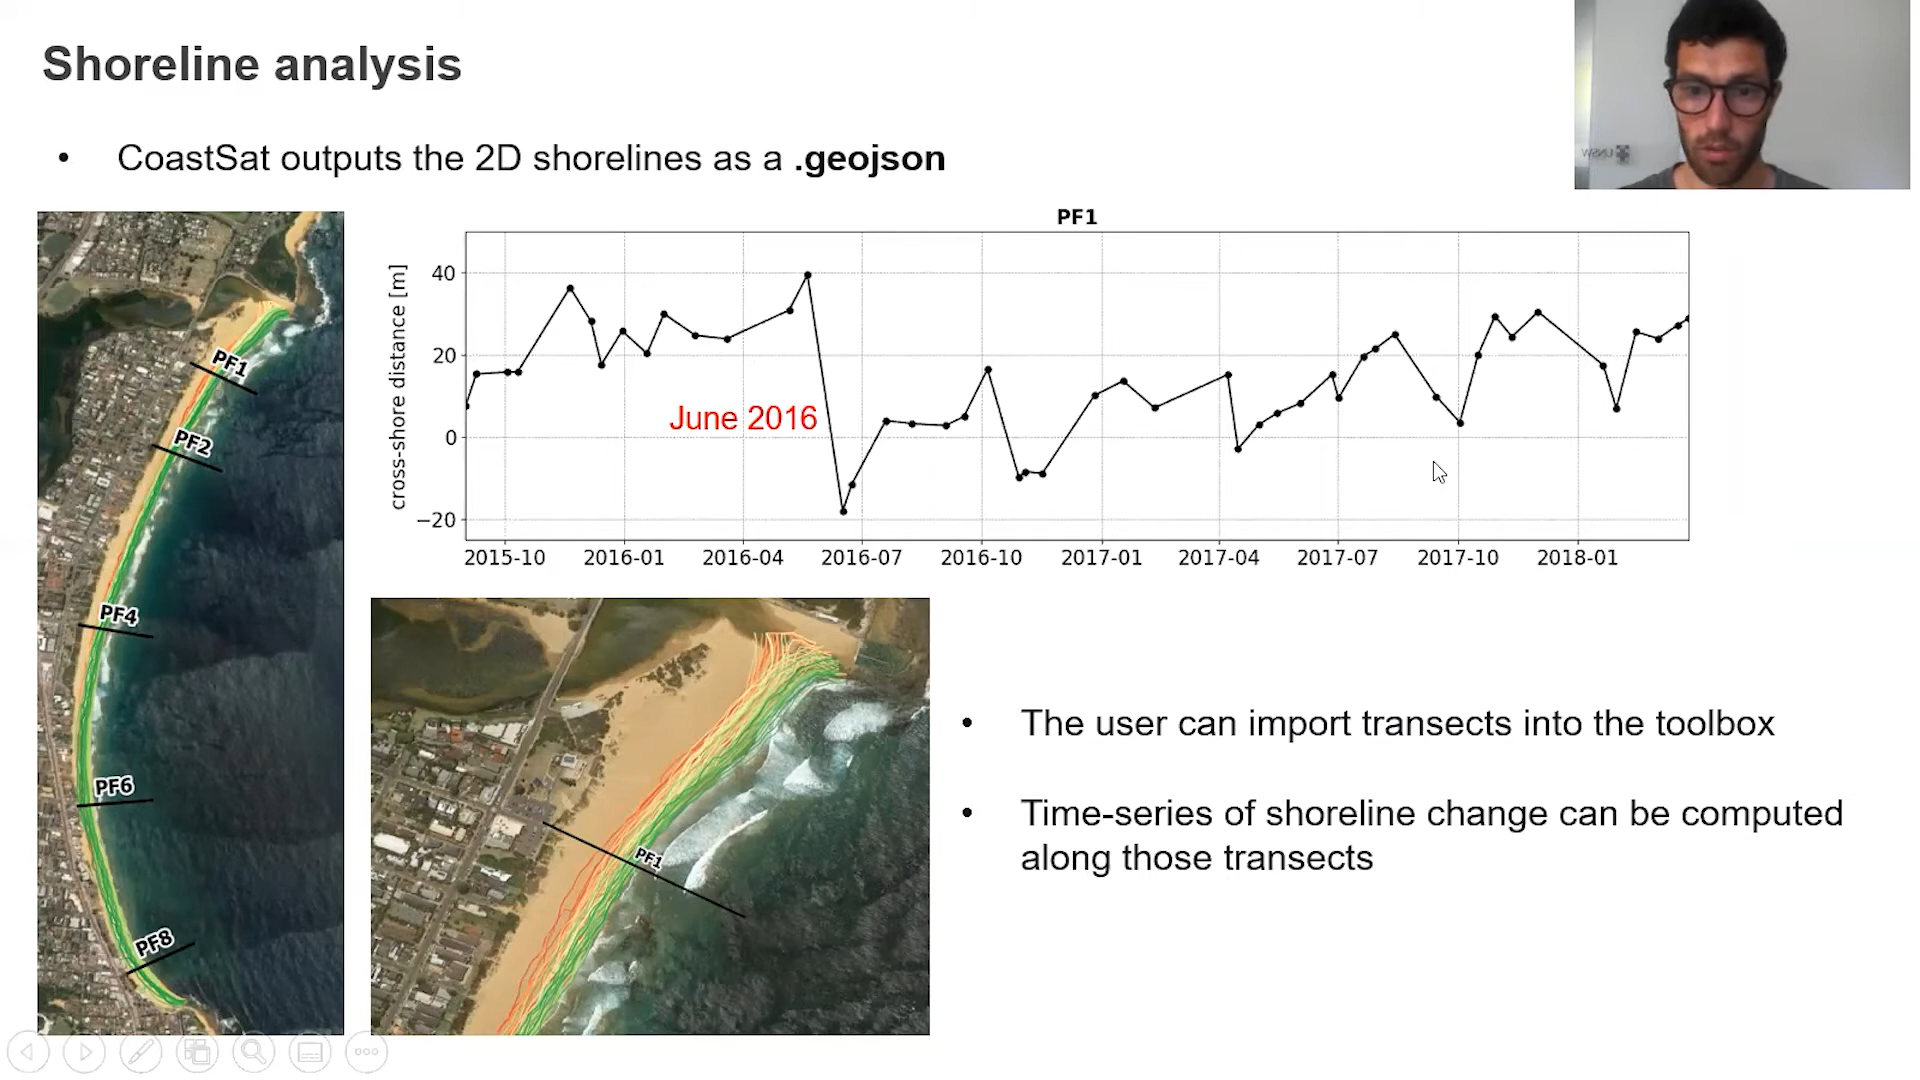 Shoreline analysis
• CoastSat outputs the 2D shorelines as a .geojson
UNSW
PF1
cross-shore distance [m]
40
20
0
−20
June 2016
2015-10 2016-01 2016-04 2016-07 2016-10 2017-01 2017-04 2017-07 2017-10 2018-01
PF1
PF2
PF4
PF6
PF8
PF1
• The user can import transects into the toolbox
• Time-series of shoreline change can be computed
along those transects